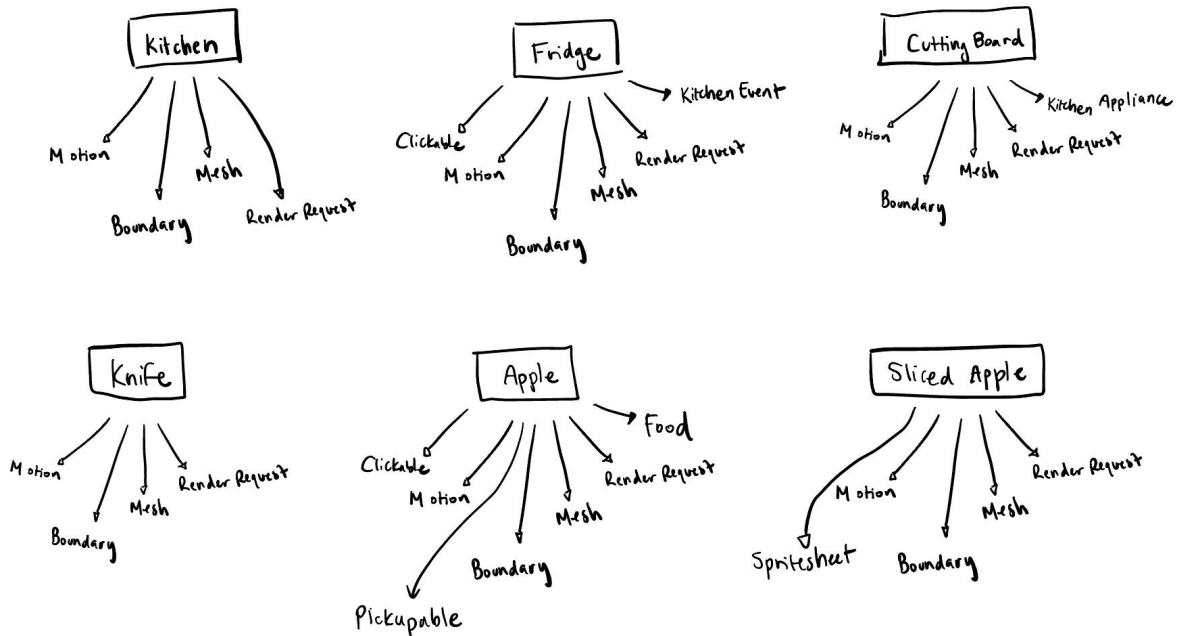 Kitchen
Motion
Boundary
Mesh
Render Request
Fridge
Clickable
Motion
Boundary
Mesh
Render Request
Kitchen Event
Cutting Board
Motion
Boundary
Mesh
Render Request
Kitchen Appliance
Knife
Motion
Boundary
Mesh
Render Request
Apple
Clickable
Motion
Pickupable
Boundary
Mesh
Render Request
Food
Sliced Apple
Spritesheet
Motion
Boundary
Mesh
Render Request